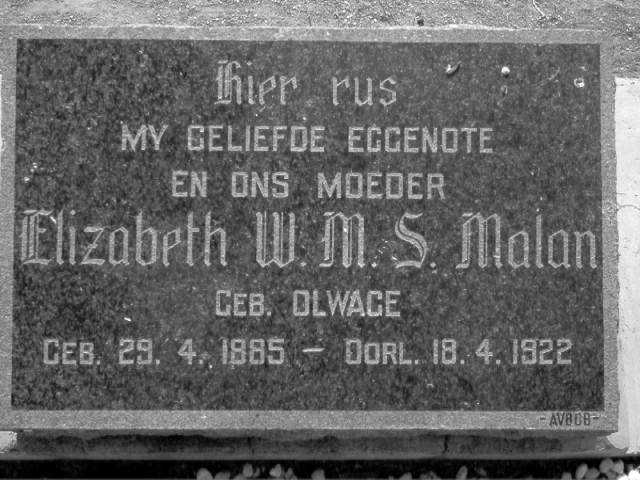 Hier rus
MY GELIEFDE EGGENOTE
EN ONS MOEDER
Elizabeth W. M. S. Malan
GEB. OLWAGE
GEB. 29. 4. 1885 – OORL. 18. 4. 1922
-AVBOB-